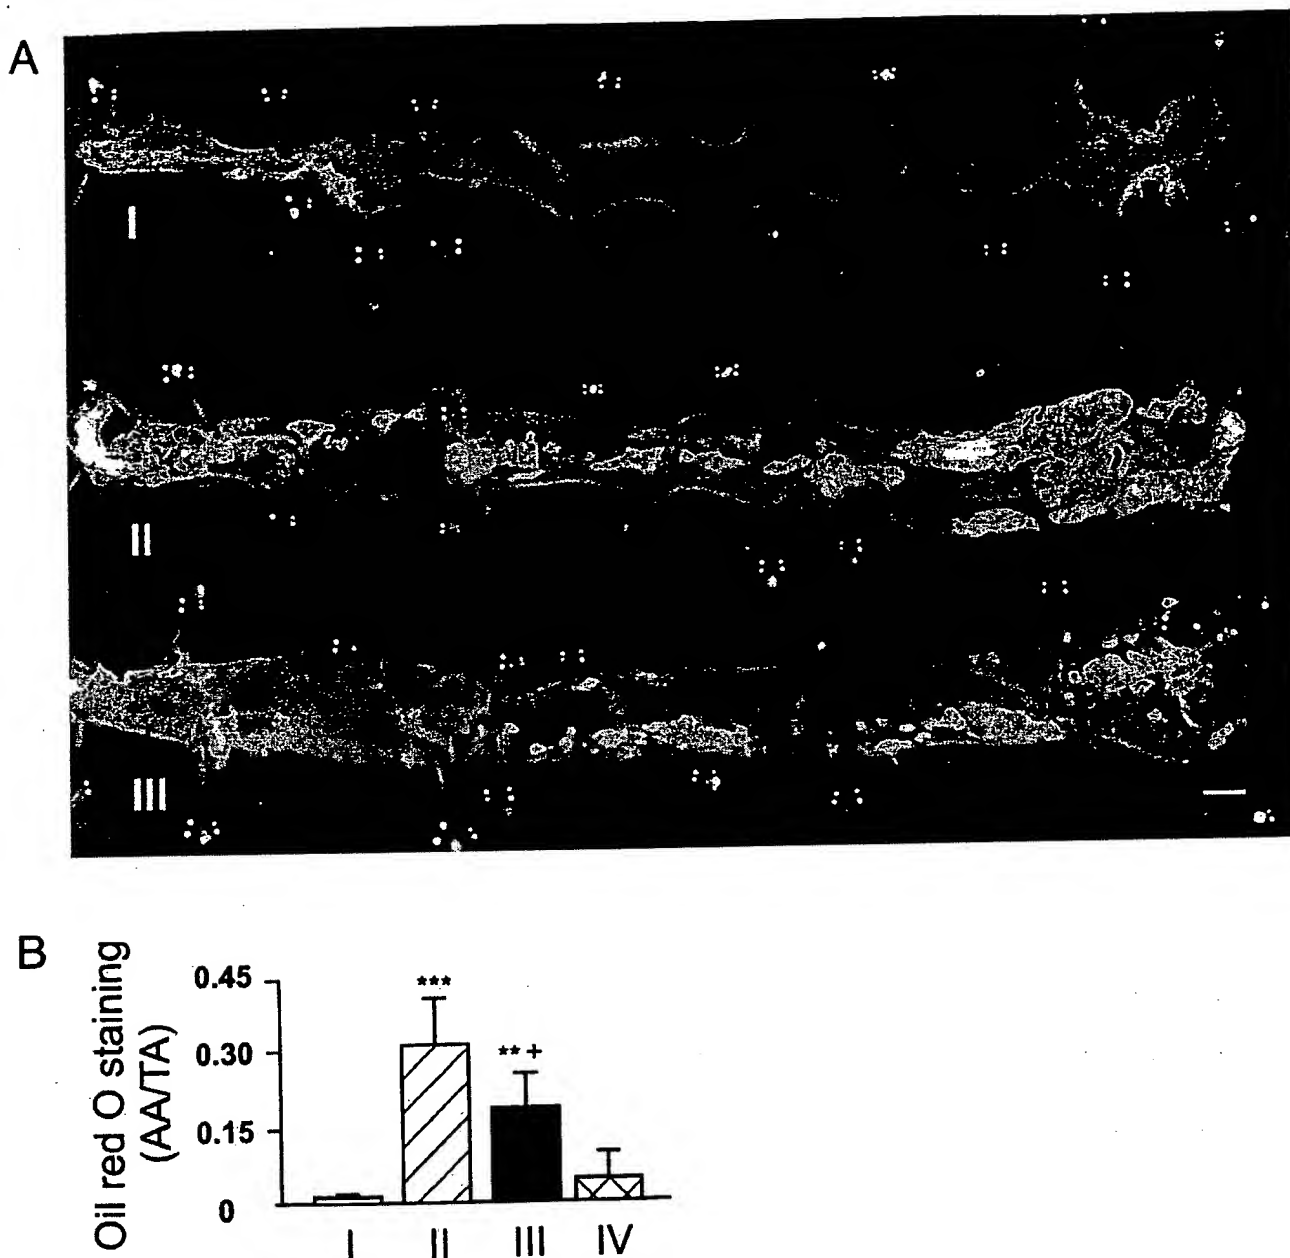 A
I
II
III
B
Oil red O staining
(AA/TA)
0.45
0.30
0.15
0
***
** +
I
II
III
IV